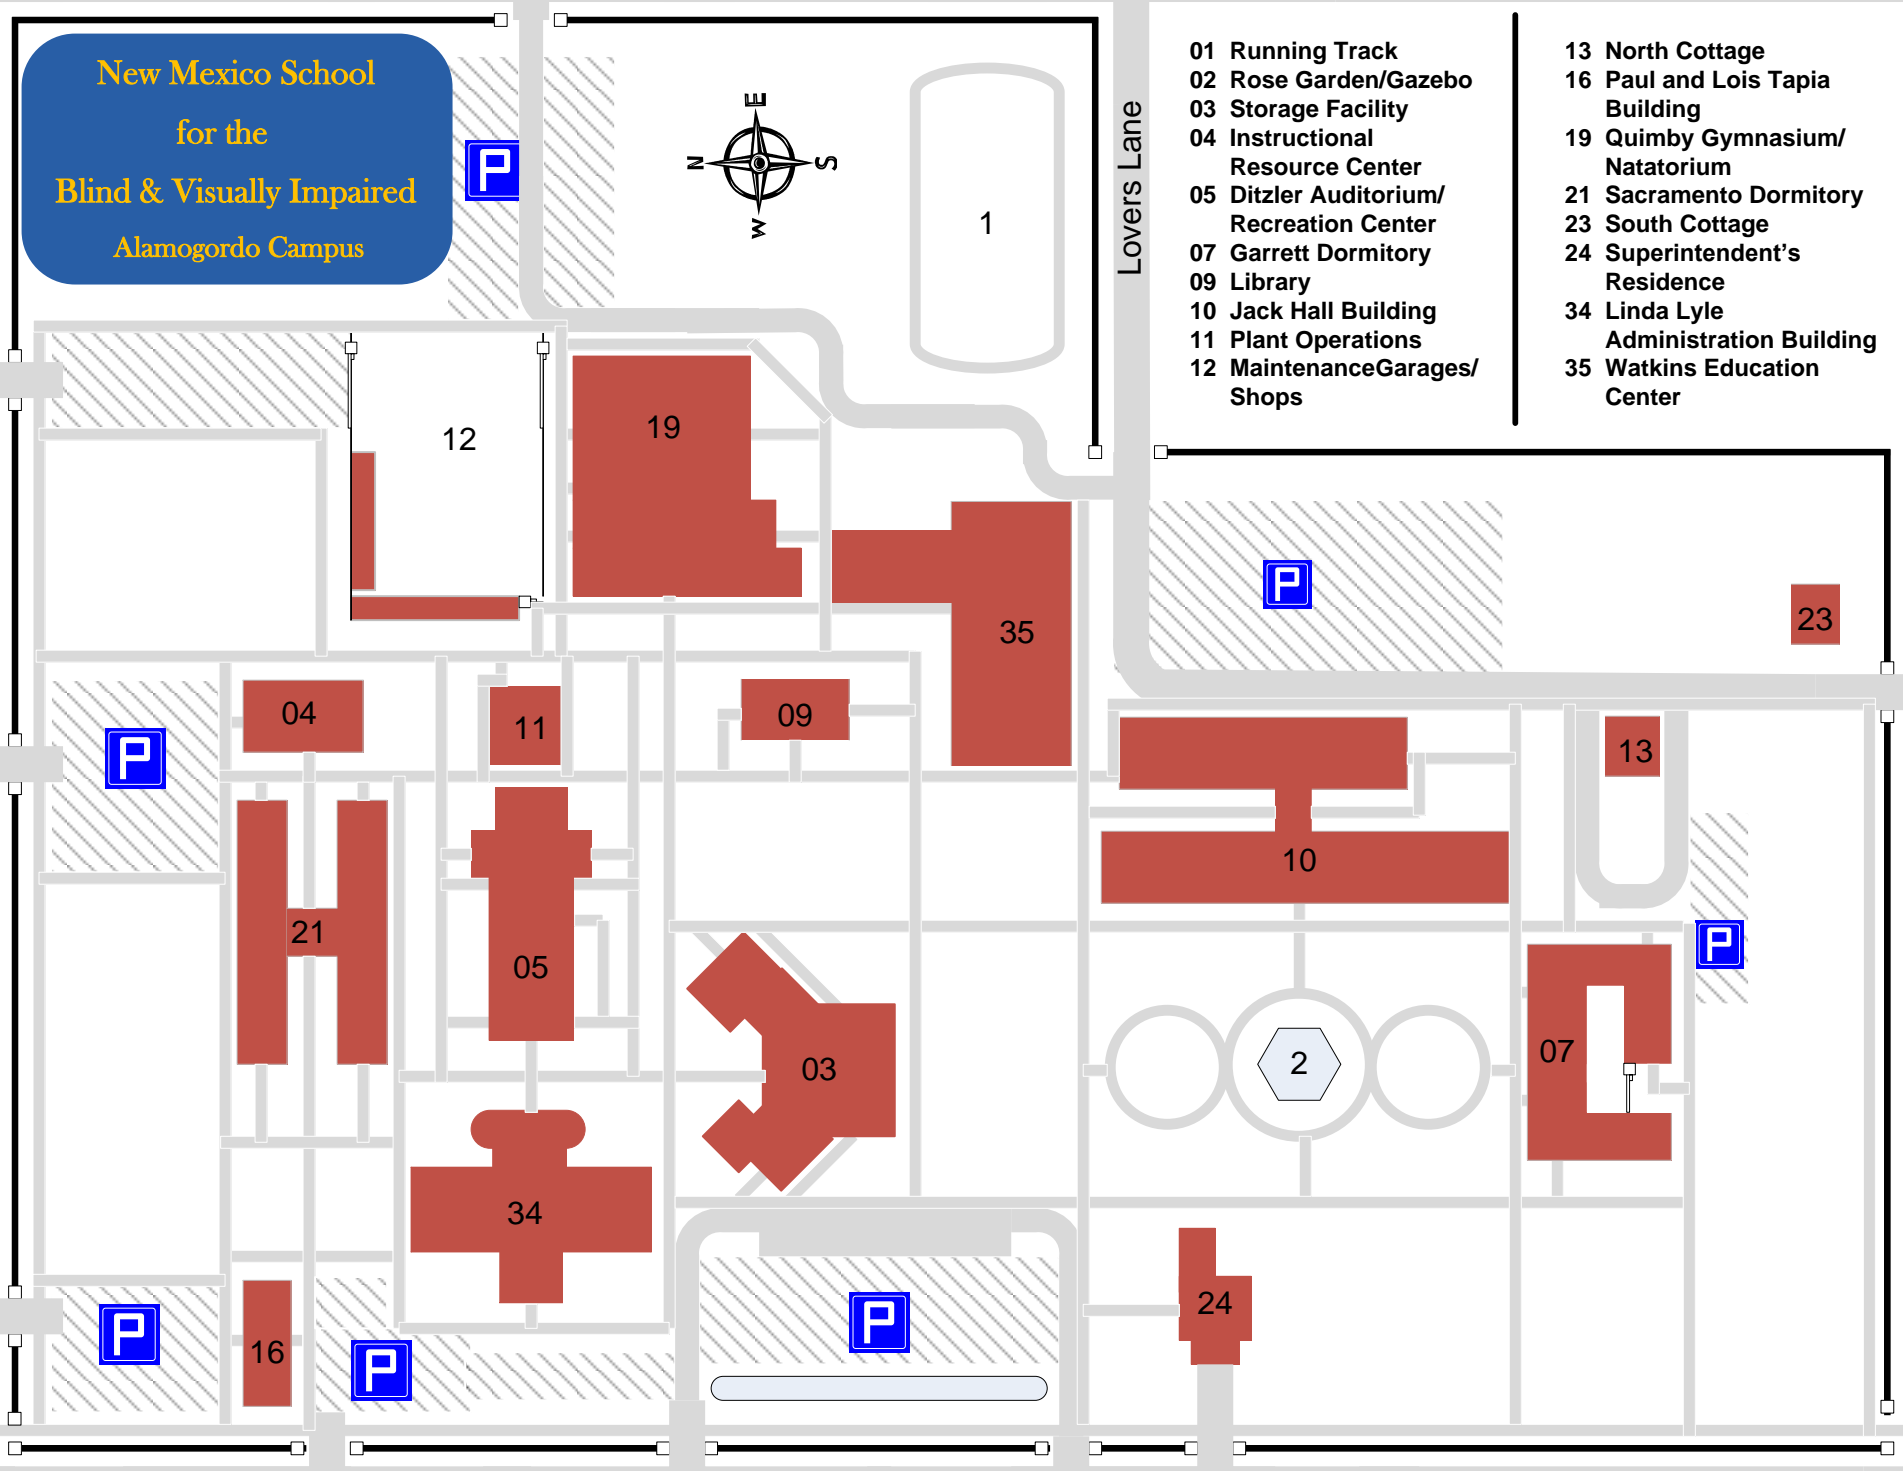 New Mexico School
for the
Blind & Visually Impaired
Alamogordo Campus
P
E
N
S
W
1
Lovers Lane
01 Running Track
02 Rose Garden/Gazebo
03 Storage Facility
04 Instructional
Resource Center
05 Ditzler Auditorium/
Recreation Center
07 Garrett Dormitory
09 Library
10 Jack Hall Building
11 Plant Operations
12 MaintenanceGarages/
Shops
13 North Cottage
16 Paul and Lois Tapia
Building
19 Quimby Gymnasium/
Natatorium
21 Sacramento Dormitory
23 South Cottage
24 Superintendent's
Residence
34 Linda Lyle
Administration Building
35 Watkins Education
Center
12
19
35
P
23
04
11
09
13
P
10
21
05
P
03
2
07
34
16
P
P
P
24